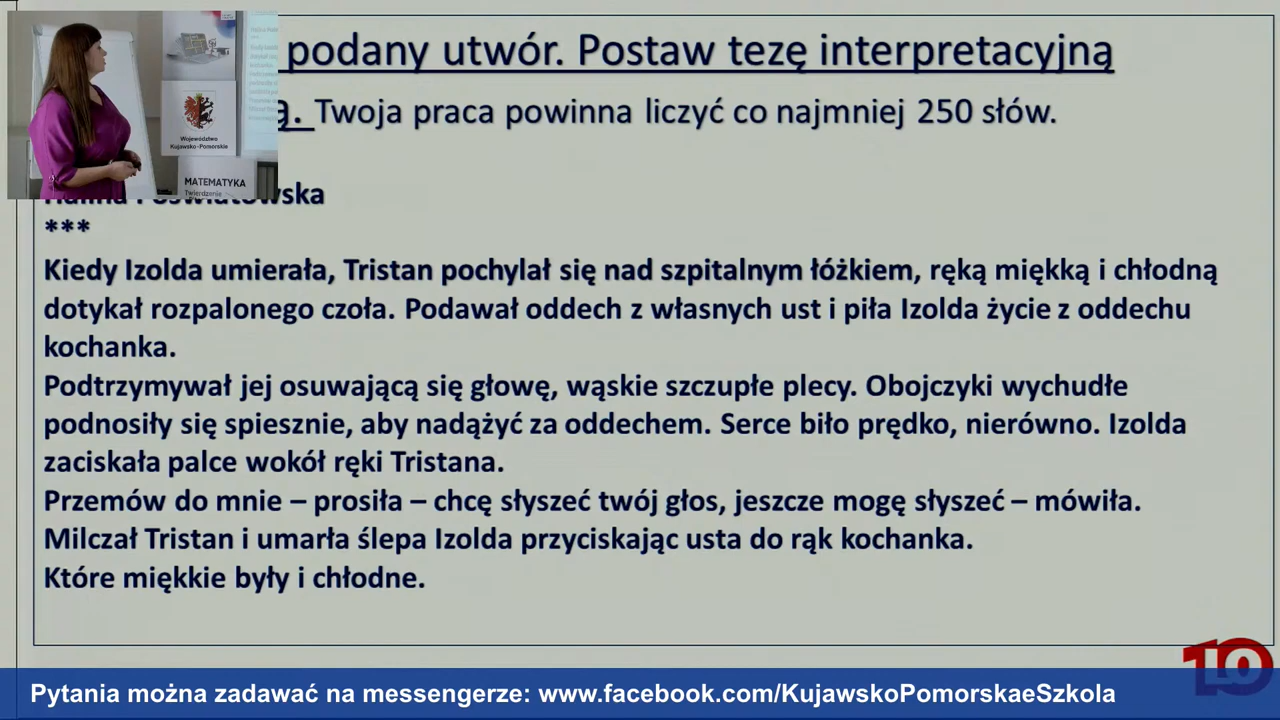 podany utwór. Postaw tezę interpretacyjną
Twoja praca powinna liczyć co najmniej 250 słów.
Województwo
Kujawsko-Pomorskie
MATEMATYKA
Twierdzenie
***
Kiedy Izolda umierała, Tristan pochylał się nad szpitalnym łóżkiem, ręką miękką i chłodną
dotykał rozpalonego czoła. Podawał oddech z własnych ust i piła Izolda życie z oddechu
kochanka.
Podtrzymywał jej osuwającą się głowę, wąskie szczupłe plecy. Obojczyki wychudłe
podnosiły się spiesznie, aby nadążyć za oddechem. Serce biło prędko, nierówno. Izolda
zaciskała palce wokół ręki Tristana.
Przemów do mnie – prosiła – chcę słyszeć twój głos, jeszcze mogę słyszeć – mówiła.
Milczał Tristan i umarła ślepa Izolda przyciskając usta do rąk kochanka.
Które miękkie były i chłodne.
10
Pytania można zadawać na messengerze: www.facebook.com/KujawskoPomorskaeSzkola